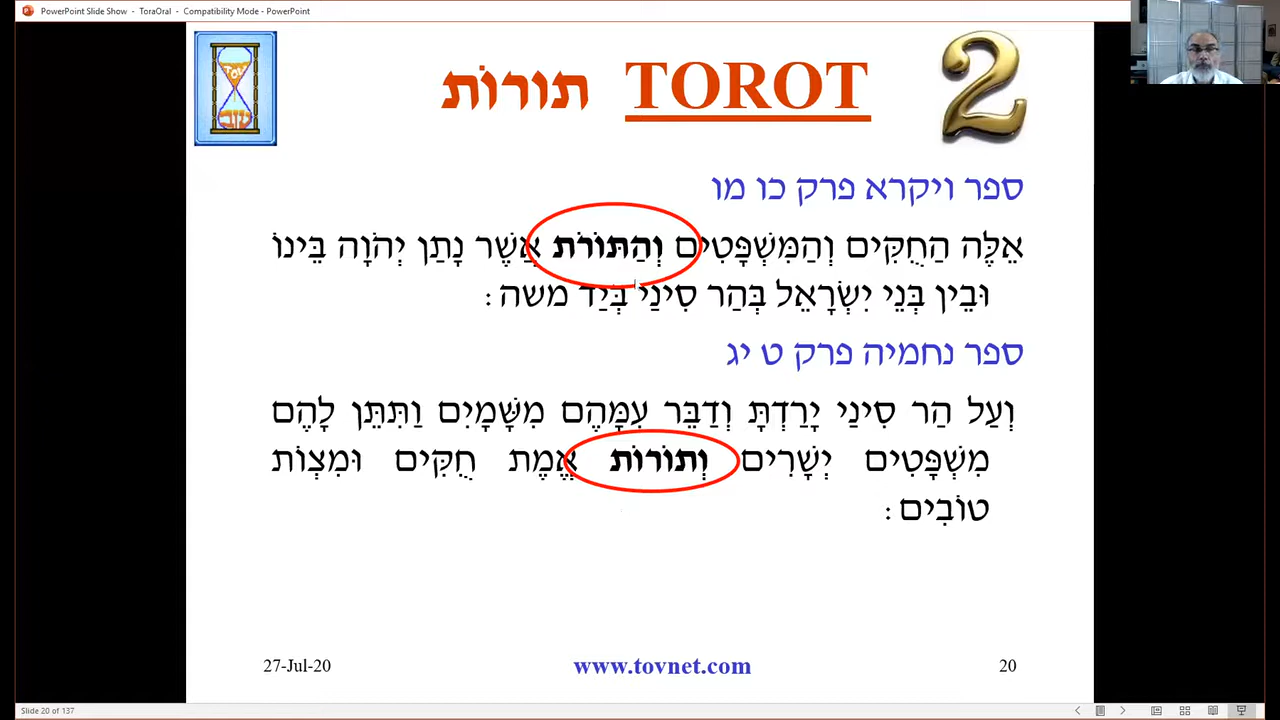 PowerPoint Slide Show - ToraOral - Compatibility Mode - PowerPoint
TOROT תורוֹת
2
ספר ויקרא פרק כו מו
אֵלֶּה הַחֻקִּים וְהַמִּשְׁפָּטִים וְהַתּוֹרֹת אֲשֶׁר נָתַן יְהֹוָה בֵּינוֹ
וּבֵין בְּנֵי יִשְׂרָאֵל בְּהַר סִינַי בְּיַד משה:
ספר נחמיה פרק ט יג
וְעַל הַר סִינַי יָרַדְתָּ וְדַבֵּר עִמָּהֶם מִשָּׁמָיִם וַתִּתֵּן לָהֶם
מִשְׁפָּטִים יְשָׁרִים וְתוֹרוֹת אֱמֶת חֻקִּים וּמִצְוֹת
טוֹבִים:
27-Jul-20 www.tovnet.com 20
Slide 20 of 137